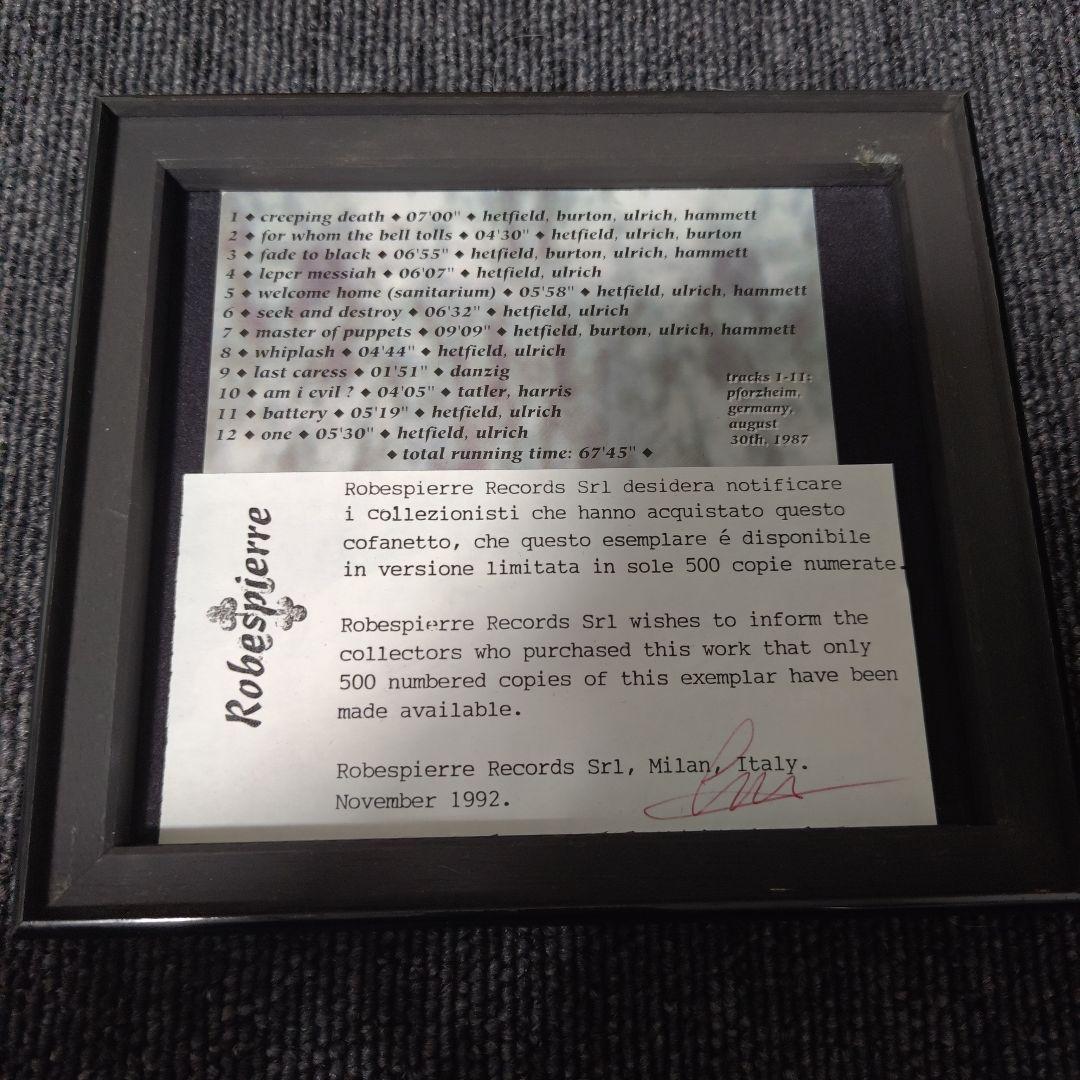 1 ◆ creeping death ◆ 07'00" ◆ hetfield, burton, ulrich, hammett
2 ◆ for whom the bell tolls ◆ 04'30" ◆ hetfield, ulrich, burton
3 ◆ fade to black ◆ 06'55" ◆ hetfield, burton, ulrich, hammett
4 ◆ leper messiah ◆ 06'07" ◆ hetfield, ulrich
5 ◆ welcome home (sanitarium) ◆ 05'58" ◆ hetfield, ulrich, hammett
6 ◆ seek and destroy ◆ 06'32" ◆ hetfield, ulrich
7 ◆ master of puppets ◆ 09'09" ◆ hetfield, burton, ulrich, hammett
8 ◆ whiplash ◆ 04'44" ◆ hetfield, ulrich
9 ◆ last caress ◆ 01'51" ◆ danzig
10 ◆ am i evil ? ◆ 04'05" ◆ tatler, harris
11 ◆ battery ◆ 05'19" ◆ hetfield, ulrich
12 ◆ one ◆ 05'30" ◆ hetfield, ulrich
◆ total running time: 67'45" ◆
tracks 1-11:
pforzheim,
germany,
august
30th, 1987
Robespierre
Robespierre Records Srl desidera notificare
i collezionisti che hanno acquistato questo
cofanetto, che questo esemplare é disponibile
in versione limitata in sole 500 copie numerate.
Robespierre Records Srl wishes to inform the
collectors who purchased this work that only
500 numbered copies of this exemplar have been
made available.
Robespierre Records Srl, Milan, Italy.
November 1992.